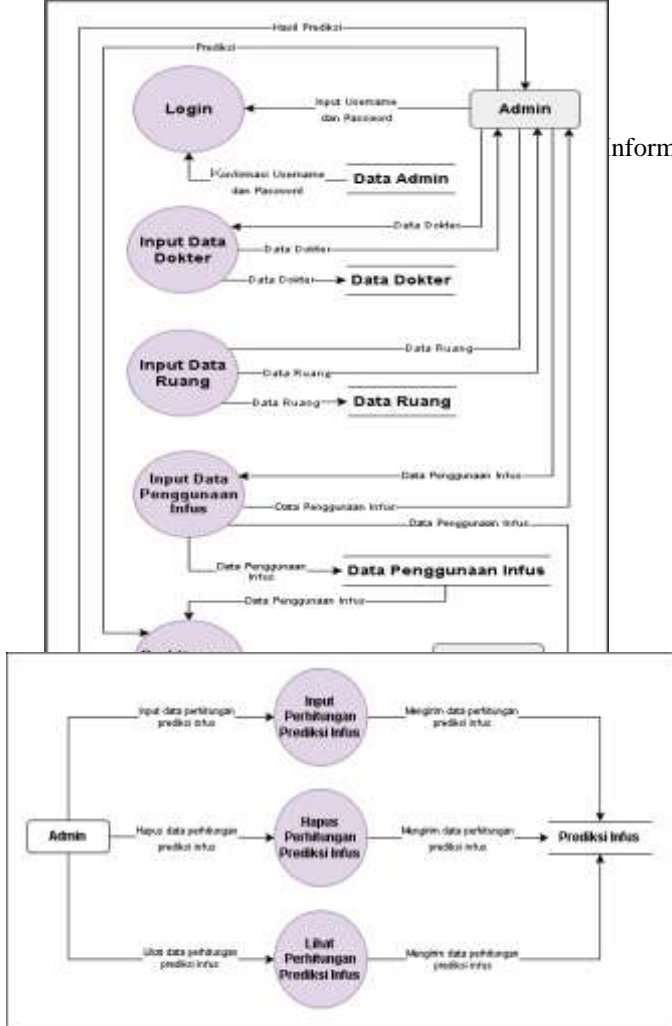 Hasil Prediksi
Prediksi
Login
Input Username
dan Password
Admin
Konfirmasi Username
dan Password
Data Admin
Input Data
Dokter
Data Dokter
Data Dokter
Data Dokter
Data Dokter
Input Data
Ruang
Data Ruang
Data Ruang
Data Ruang
Data Ruang
Input Data
Penggunaan
Infus
Data Penggunaan Infus
Data Penggunaan Infus
Data Penggunaan Infus
Data Penggunaan
Infus
Data Penggunaan Infus
Data Penggunaan Infus
Input data perhitungan
prediksi infus
Input
Perhitungan
Prediksi Infus
Mengirim data perhitungan
prediksi infus
Admin
Hapus data perhitungan
prediksi infus
Hapus
Perhitungan
Prediksi Infus
Mengirim data perhitungan
prediksi infus
Prediksi Infus
Lihat data perhitungan
prediksi infus
Lihat
Perhitungan
Prediksi Infus
Mengirim data perhitungan
prediksi infus